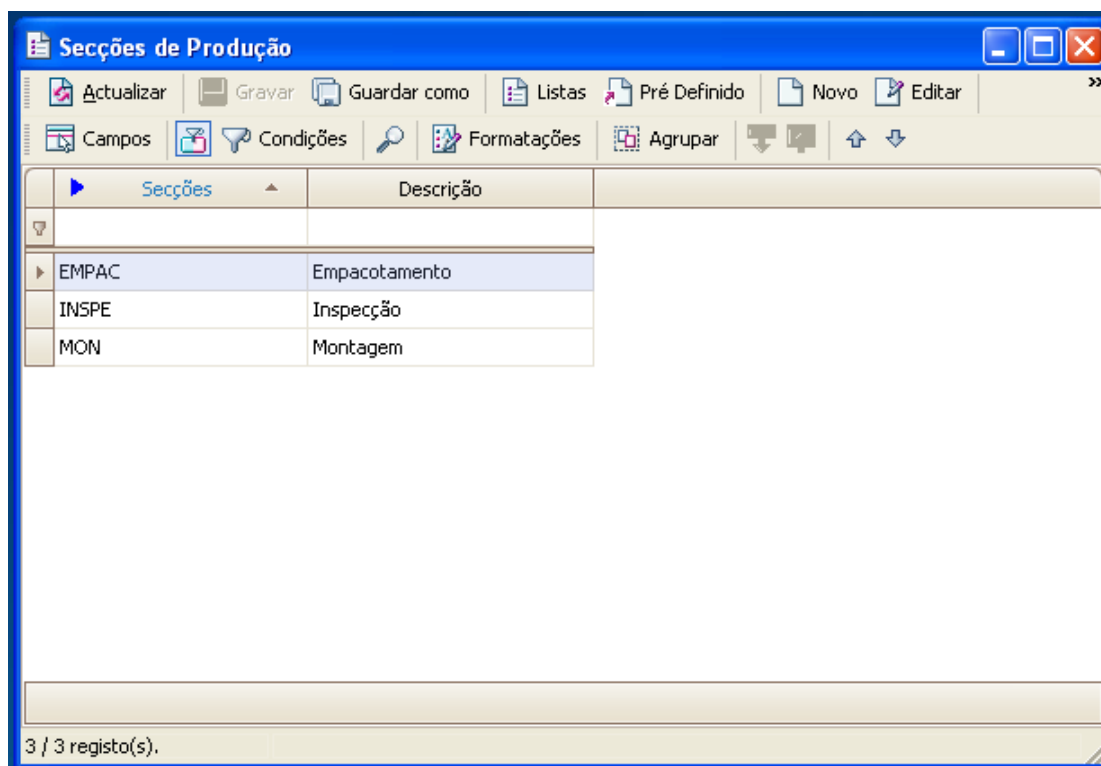 Secções de Produção
Actualizar Gravar Guardar como Listas Pré Definido Novo Editar »
Campos Condições Formatações Agrupar
Secções Descrição
EMPAC Empacotamento
INSPE Inspecção
MON Montagem
3 / 3 registo(s).